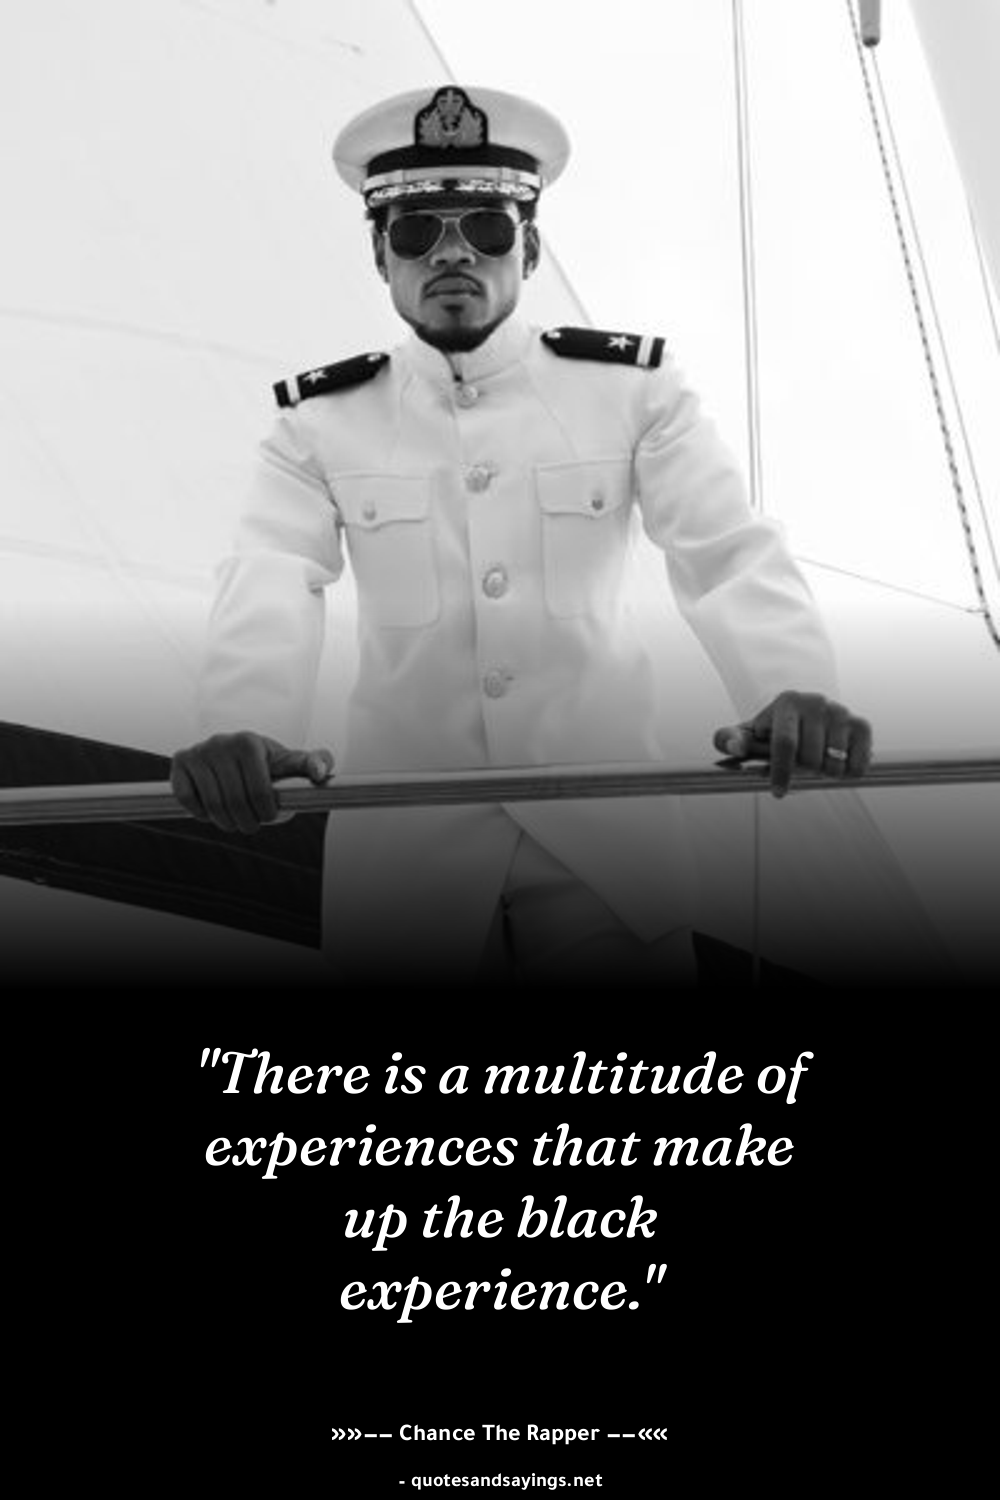 "There is a multitude of
experiences that make
up the black
experience."
»»–– Chance The Rapper ––««
- quotesandsayings.net